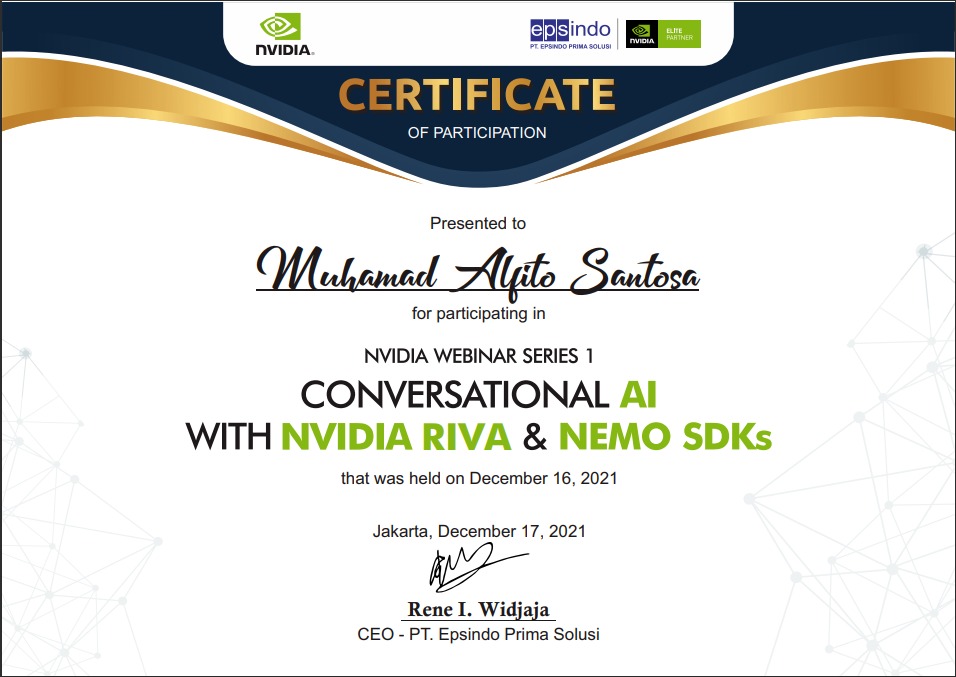 NVIDIA.
epsindo
PT. EPSINDO PRIMA SOLUSI
NVIDIA
ELITE
PARTNER
CERTIFICATE
OF PARTICIPATION
Presented to
Muhamad Alfito Santosa
for participating in
NVIDIA WEBINAR SERIES 1
CONVERSATIONAL AI
WITH NVIDIA RIVA & NEMO SDKs
that was held on December 16, 2021
Jakarta, December 17, 2021
Rene I. Widjaja
CEO - PT. Epsindo Prima Solusi